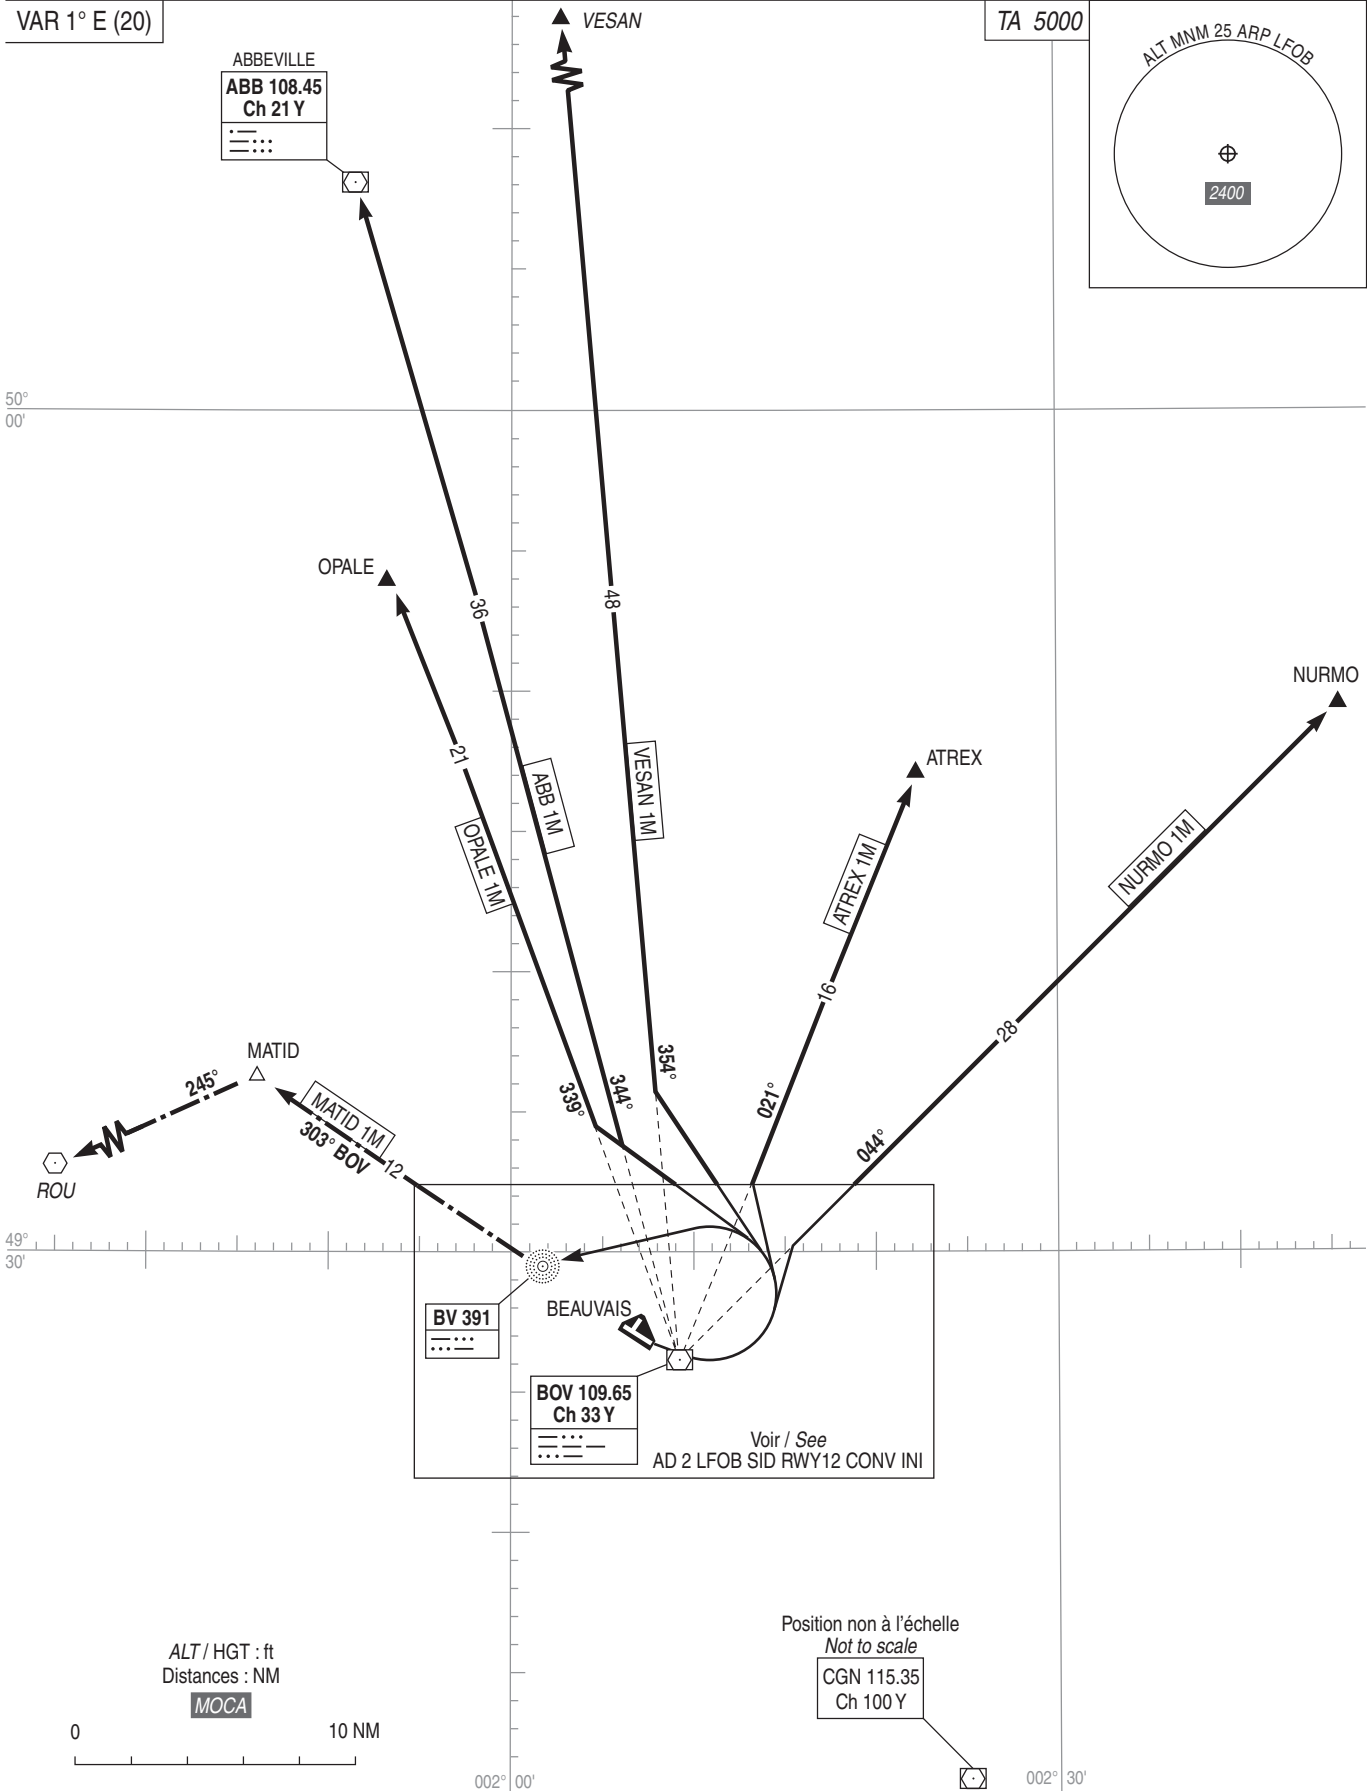 VAR 1° E (20)
VESAN
TA 5000
ALT MNM 25 ARP LFOB
2400
ABBEVILLE
ABB 108.45
Ch 21 Y
50°
00'
OPALE
36
48
NURMO
21
ATREX
ABB 1M
VESAN 1M
OPALE 1M
ATREX 1M
NURMO 1M
16
28
MATID
245°
MATID 1M
303° BOV
12
339°
344°
354°
021°
044°
ROU
49°
30'
BV 391
BEAUVAIS
BOV 109.65
Ch 33 Y
Voir / See
AD 2 LFOB SID RWY12 CONV INI
Position non à l'échelle
Not to scale
CGN 115.35
Ch 100 Y
ALT / HGT : ft
Distances : NM
MOCA
0 10 NM
002° 00'
002° 30'